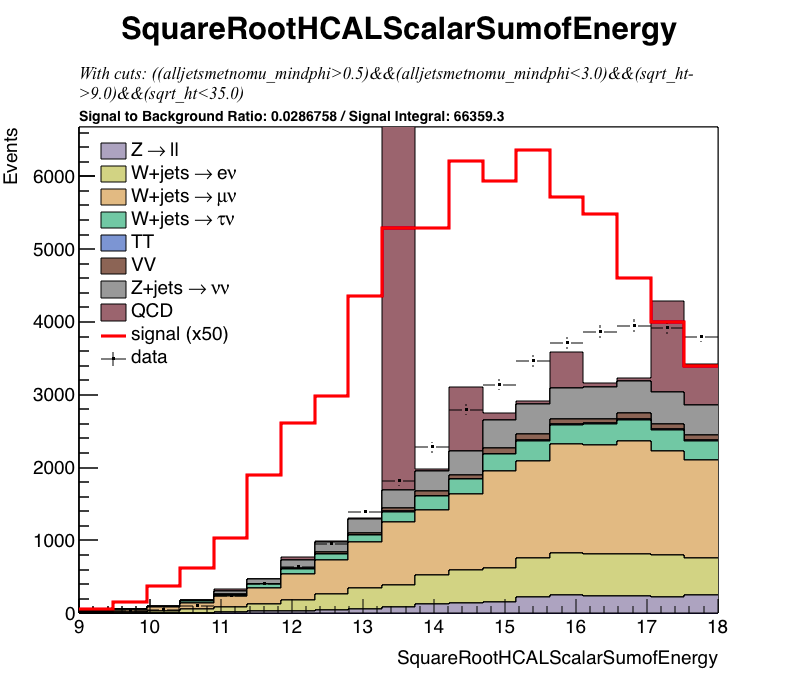 SquareRootHCALScalarSumofEnergy
With cuts: ((alljetsmetnomu_mindphi>0.5)&&(alljetsmetnomu_mindphi<3.0)&&(sqrt_ht-
>9.0)&&(sqrt_ht<35.0)
Signal to Background Ratio: 0.0286758 / Signal Integral: 66359.3
Events
Z → ll
W+jets → eν
W+jets → μν
W+jets → τν
TT
VV
Z+jets → νν
QCD
signal (x50)
data
6000
5000
4000
3000
2000
1000
0
9 10 11 12 13 14 15 16 17 18
SquareRootHCALScalarSumofEnergy